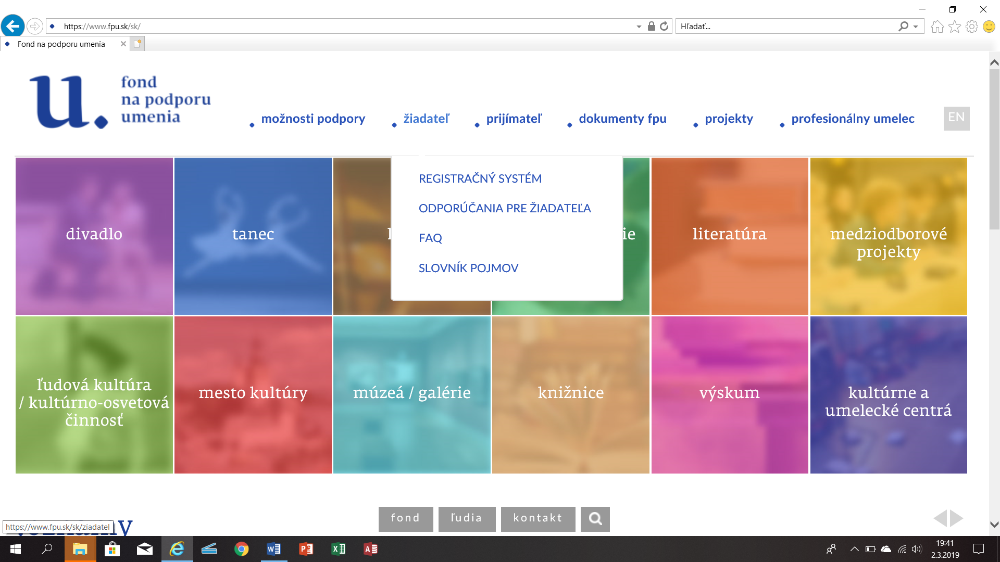 https://www.fpu.sk/sk/
Hľadať...
Fond na podporu umenia
u.
fond
na podporu
umenia
možnosti podpory
žiadateľ
prijímateľ
dokumenty fpu
projekty
profesionálny umelec
EN
REGISTRAČNÝ SYSTÉM
ODPORÚČANIA PRE ŽIADATEĽA
FAQ
SLOVNÍK POJMOV
divadlo
tanec
ie
literatúra
medziodborové
projekty
ľudová kultúra
/ kultúrno-osvetová
činnosť
mesto kultúry
múzeá / galérie
knižnice
výskum
kultúrne a
umelecké centrá
fond
ľudia
kontakt
https://www.fpu.sk/sk/ziadatel
19:41
2.3.2019